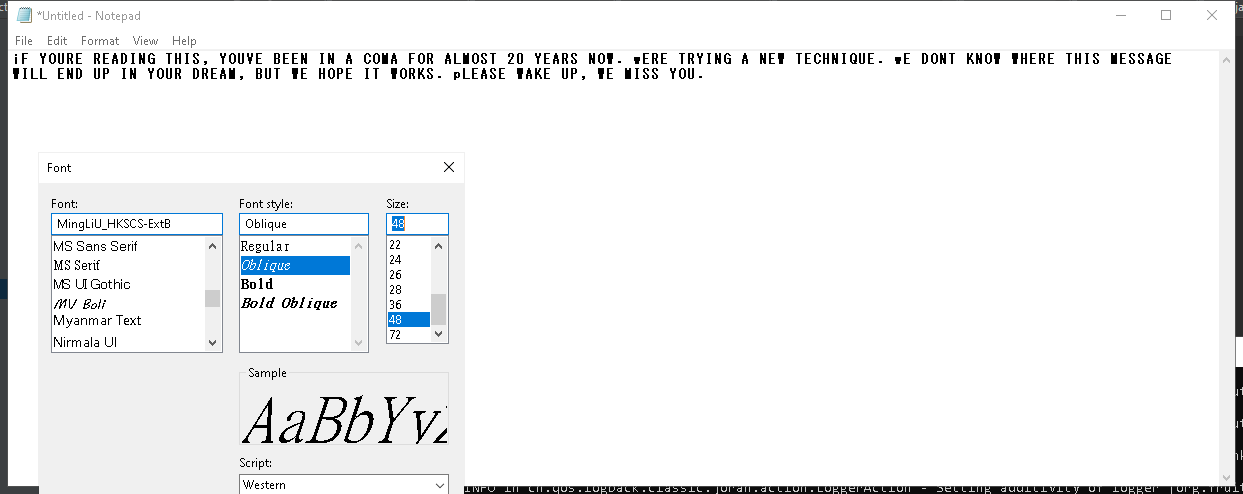 *Untitled - Notepad
File Edit Format View Help
iF YOURE READING THIS, YOUVE BEEN IN A COMA FOR ALMOST 20 YEARS NOW. wERE TRYING A NEW TECHNIQUE. wE DONT KNOW WHERE THIS MESSAGE
WILL END UP IN YOUR DREAM, BUT WE HOPE IT WORKS. pLEASE WAKE UP, WE MISS YOU.
Font
Font: Font style: Size:
MingLiU_HKSCS-ExtB Oblique 48
MS Sans Serif Regular 22
MS Serif Oblique 24
MS UI Gothic Bold 26
MV Boli Bold Oblique 28
Myanmar Text 36
Nirmala UI 48
72
Sample
AaBbYy
Script:
Western
INFO in ch.qos.logback.classic.joran.action.LoggerAction - Setting additivity of logger